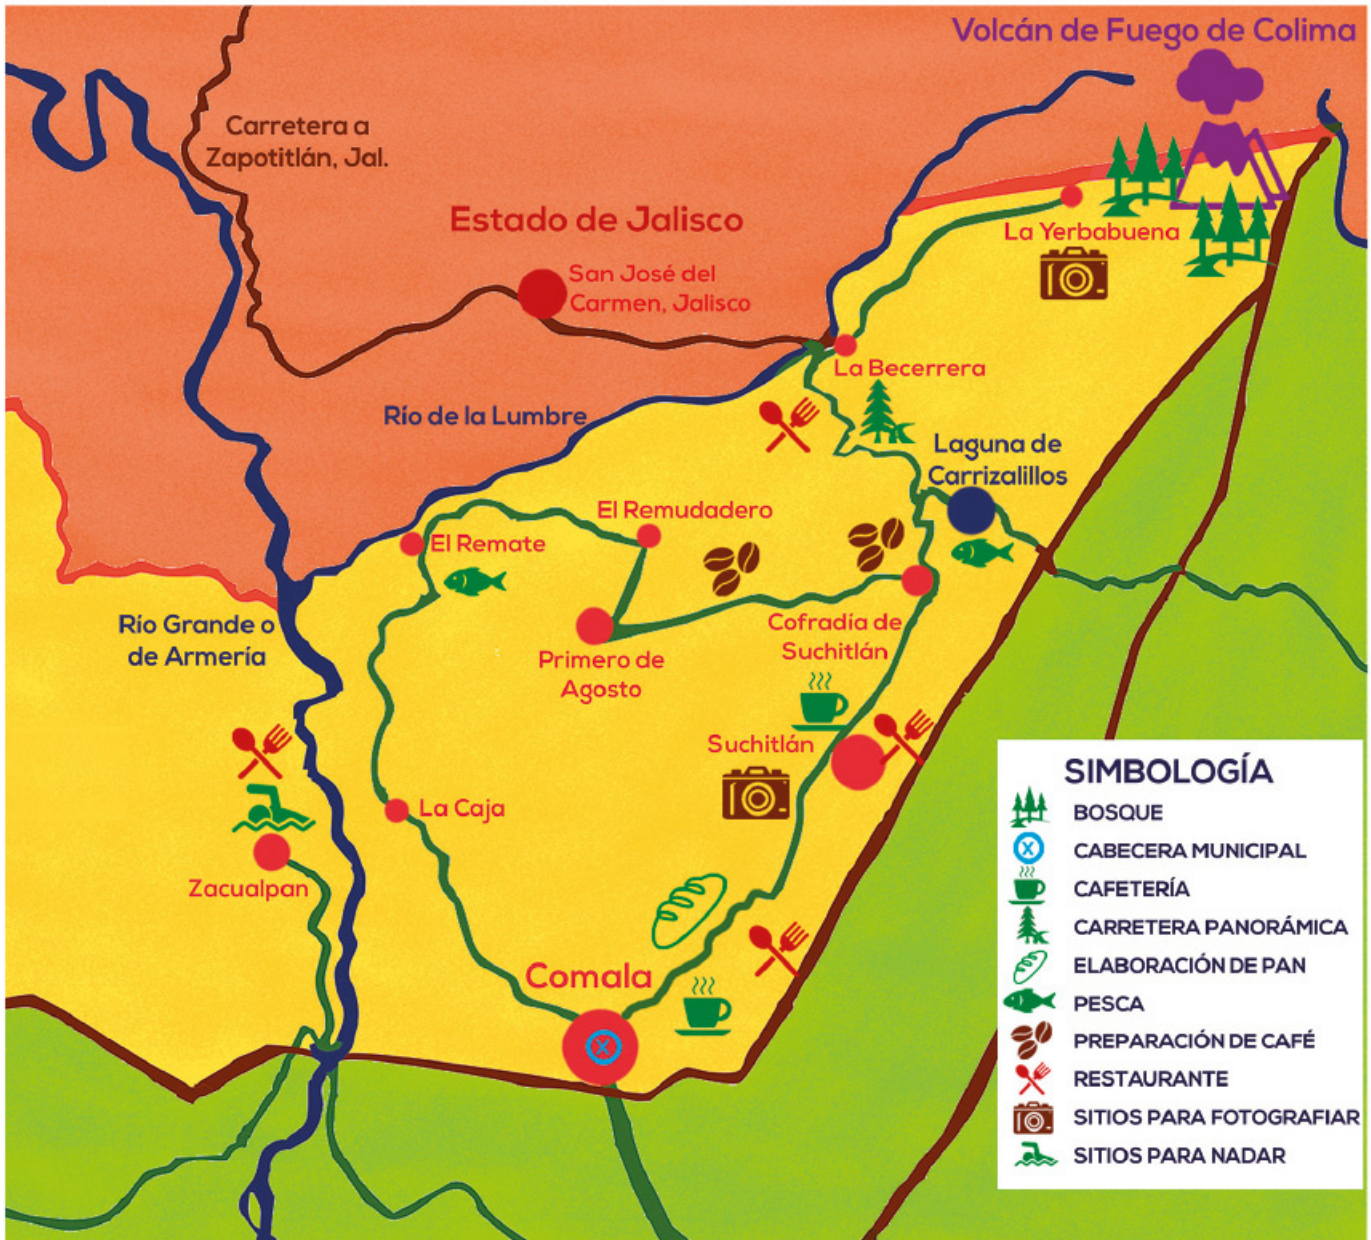 Volcán de Fuego de Colima
Carretera a
Zapotitlán, Jal.
Estado de Jalisco
La Yerbabuena
San José del
Carmen, Jalisco
La Becerrera
Río de la Lumbre
Laguna de
Carrizalillos
El Remudadero
El Remate
Río Grande o
de Armería
Cofradía de
Suchitlán
Primero de
Agosto
Suchitlán
La Caja
Zacualpan
Comala
X
SIMBOLOGÍA
BOSQUE
X
CABECERA MUNICIPAL
CAFETERÍA
CARRETERA PANORÁMICA
ELABORACIÓN DE PAN
PESCA
PREPARACIÓN DE CAFÉ
RESTAURANTE
SITIOS PARA FOTOGRAFIAR
SITIOS PARA NADAR